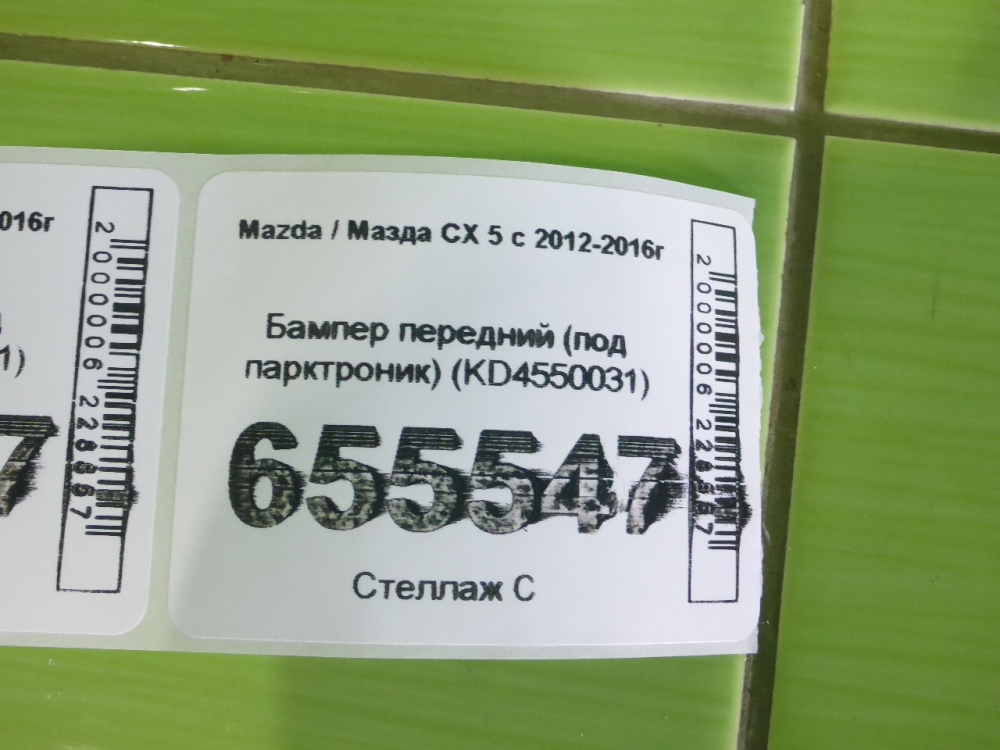 016г
1)
7
2000006228867
Mazda / Мазда CX 5 с 2012-2016г
Бампер передний (под
парктроник) (KD4550031)
655547
Стеллаж С